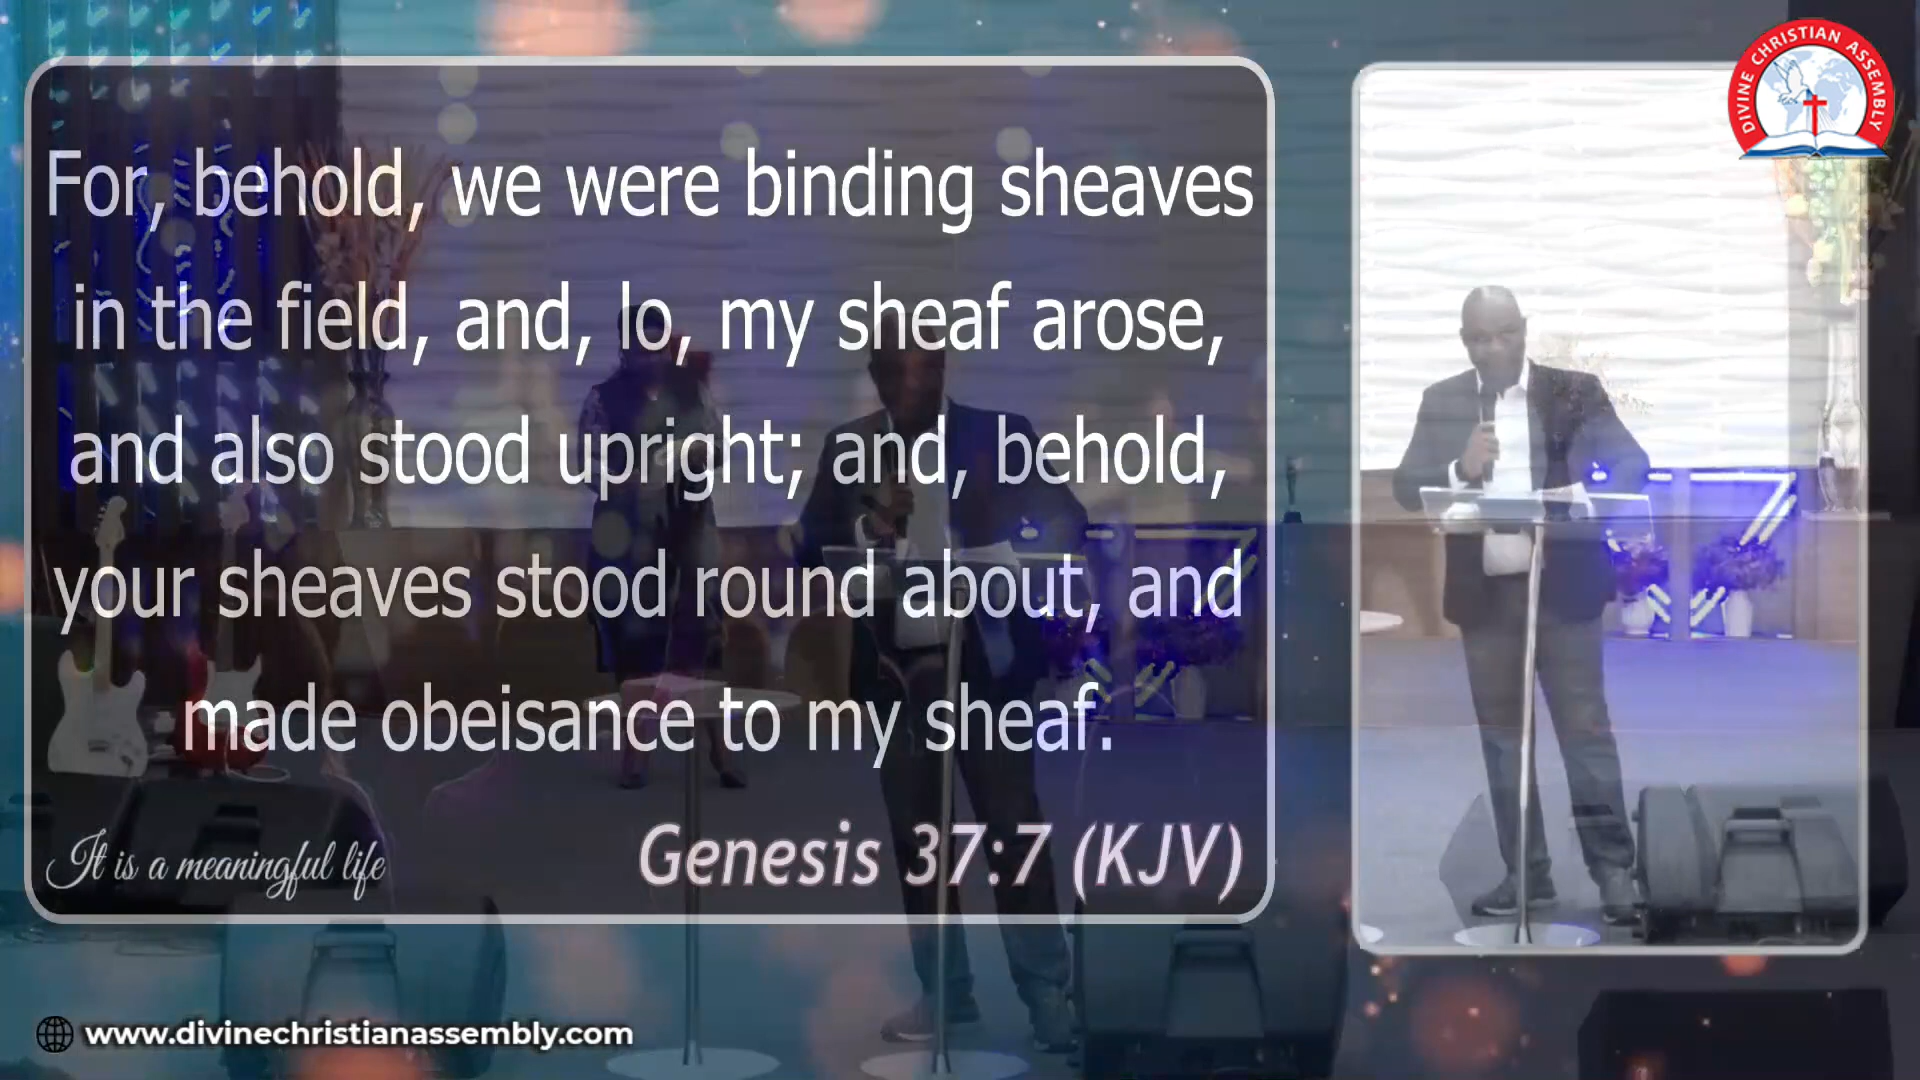 DIVINE CHRISTIAN ASSEMBLY
For, behold, we were binding sheaves
in the field, and, lo, my sheaf arose,
and also stood upright; and, behold,
your sheaves stood round about, and
made obeisance to my sheaf.
It is a meaningful life
Genesis 37:7 (KJV)
www.divinechristianassembly.com